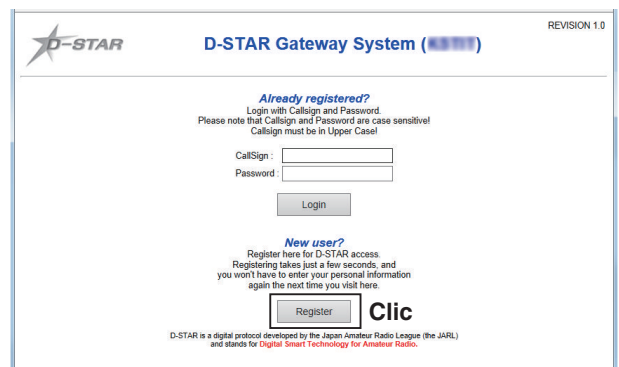 REVISION 1.0
D-STAR
D-STAR Gateway System ( )
Already registered?
Login with Callsign and Password.
Please note that Callsign and Password are case sensitive!
Callsign must be in Upper Case!
CallSign :
Password :
Login
New user?
Register here for D-STAR access.
Registering takes just a few seconds, and
you won't have to enter your personal information
again the next time you visit here.
Register
Clic
D-STAR is a digital protocol developed by the Japan Amateur Radio League (the JARL)
and stands for Digital Smart Technology for Amateur Radio.